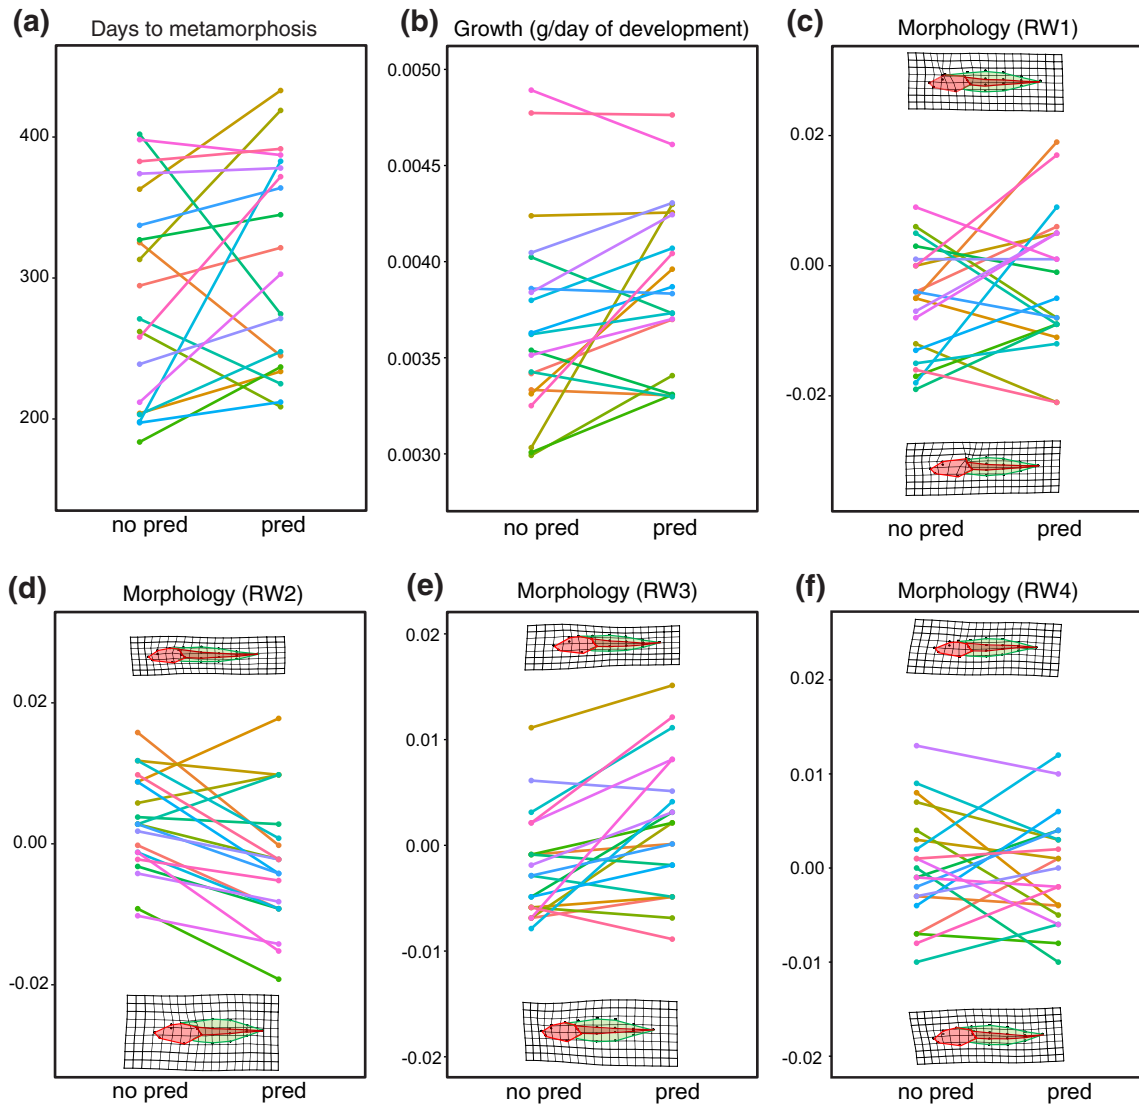 (a) Days to metamorphosis
400
300
200
no pred pred
(b) Growth (g/day of development)
0.0050
0.0045
0.0040
0.0035
0.0030
no pred pred
(c) Morphology (RW1)
0.02
0.00
-0.02
no pred pred
(d) Morphology (RW2)
0.02
0.00
-0.02
no pred pred
(e) Morphology (RW3)
0.02
0.01
0.00
-0.01
-0.02
no pred pred
(f) Morphology (RW4)
0.02
0.01
0.00
-0.01
-0.02
no pred pred